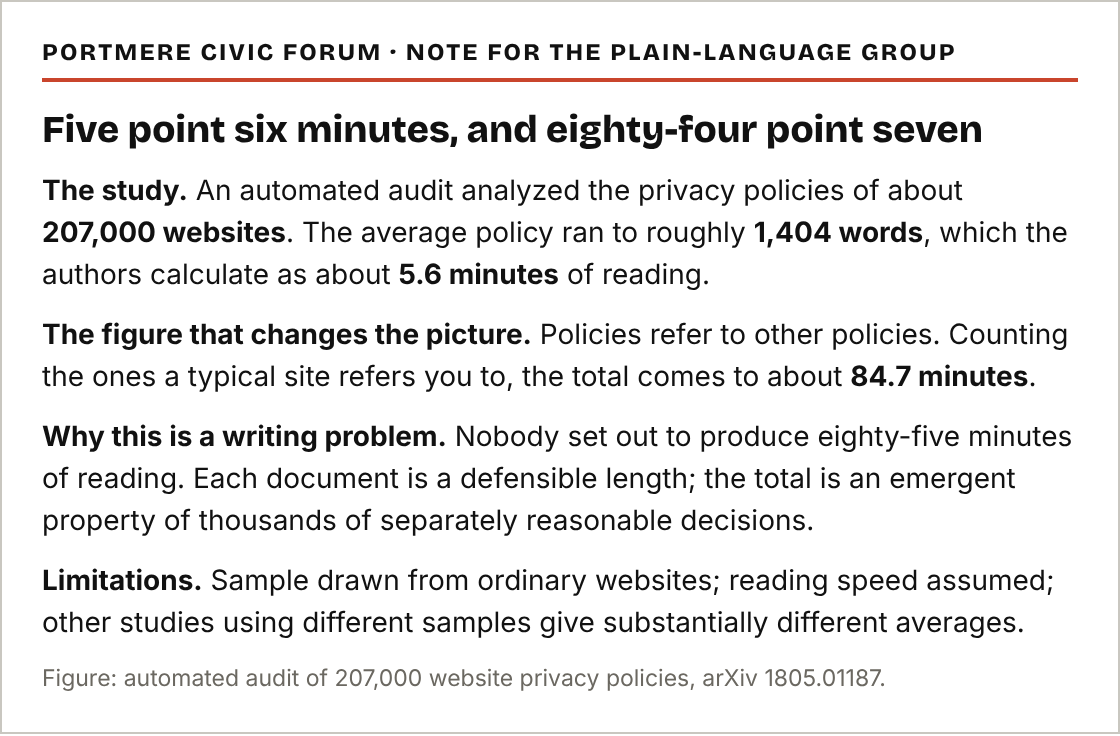 PORTMERE CIVIC FORUM · NOTE FOR THE PLAIN-LANGUAGE GROUP
Five point six minutes, and eighty-four point seven
The study. An automated audit analyzed the privacy policies of about
207,000 websites. The average policy ran to roughly 1,404 words, which the
authors calculate as about 5.6 minutes of reading.
The figure that changes the picture. Policies refer to other policies. Counting
the ones a typical site refers you to, the total comes to about 84.7 minutes.
Why this is a writing problem. Nobody set out to produce eighty-five minutes
of reading. Each document is a defensible length; the total is an emergent
property of thousands of separately reasonable decisions.
Limitations. Sample drawn from ordinary websites; reading speed assumed;
other studies using different samples give substantially different averages.
Figure: automated audit of 207,000 website privacy policies, arXiv 1805.01187.